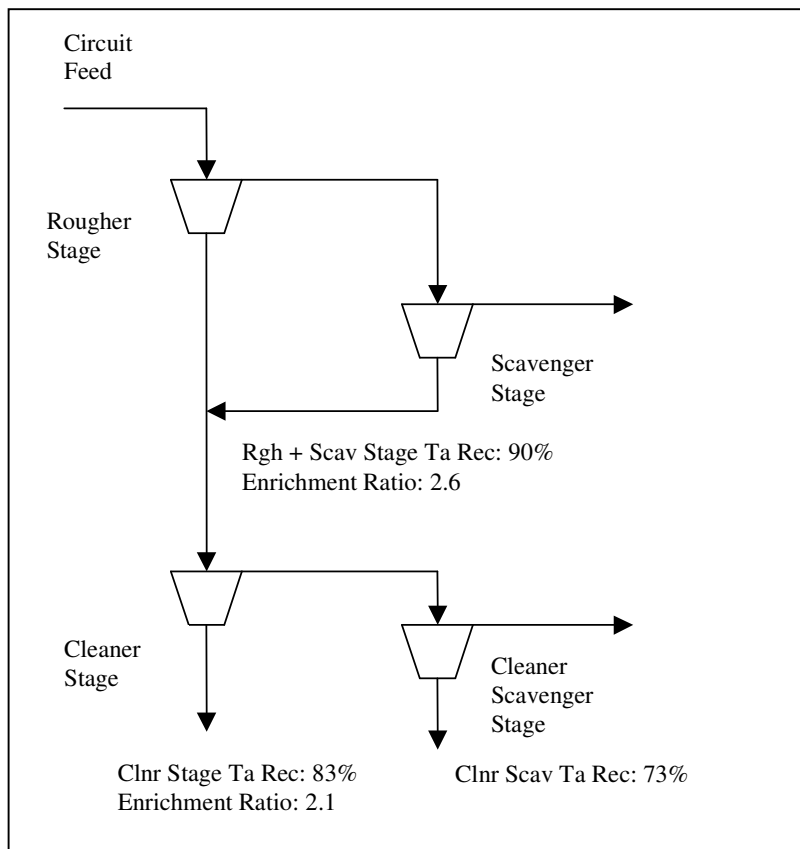 Circuit
Feed
Rougher
Stage
Scavenger
Stage
Rgh + Scav Stage Ta Rec: 90%
Enrichment Ratio: 2.6
Cleaner
Stage
Cleaner
Scavenger
Stage
Clnr Stage Ta Rec: 83%
Enrichment Ratio: 2.1
Clnr Scav Ta Rec: 73%